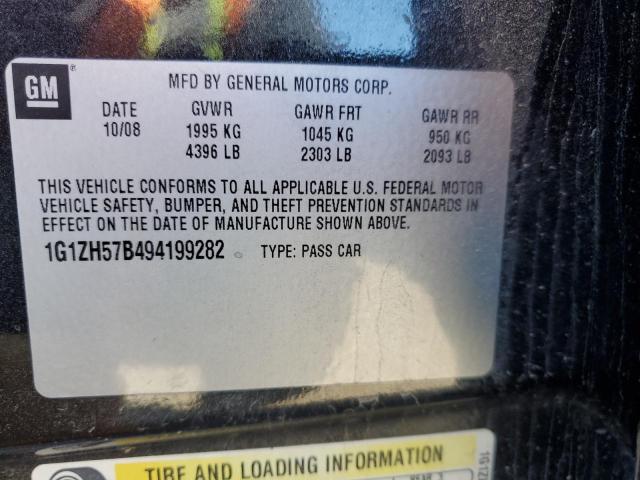 GM
MFD BY GENERAL MOTORS CORP.
DATE GVWR GAWR FRT GAWR RR
10/08 1995 KG 1045 KG 950 KG
4396 LB 2303 LB 2093 LB
THIS VEHICLE CONFORMS TO ALL APPLICABLE U.S. FEDERAL MOTOR
VEHICLE SAFETY, BUMPER, AND THEFT PREVENTION STANDARDS IN
EFFECT ON THE DATE OF MANUFACTURE SHOWN ABOVE.
1G1ZH57B494199282 TYPE: PASS CAR
TIRE AND LOADING INFORMATION